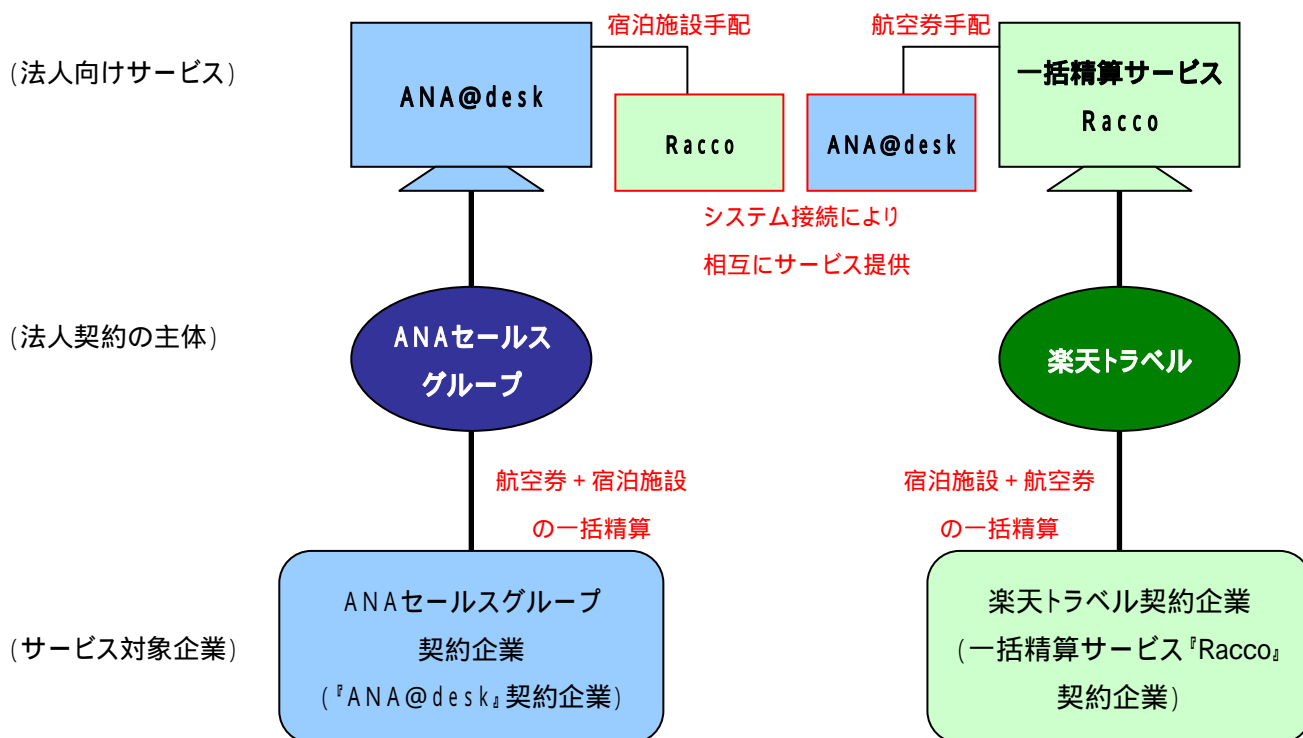 宿泊施設手配
航空券手配
(法人向けサービス)
ANA@desk
一括精算サービス
Racco
Racco
ANA@desk
システム接続により
相互にサービス提供
(法人契約の主体)
ANAセールス
グループ
楽天トラベル
航空券+宿泊施設
の一括精算
宿泊施設+航空券
の一括精算
(サービス対象企業)
ANAセールスグループ
契約企業
(『ANA@desk』契約企業)
楽天トラベル契約企業
(一括精算サービス『Racco』
契約企業)